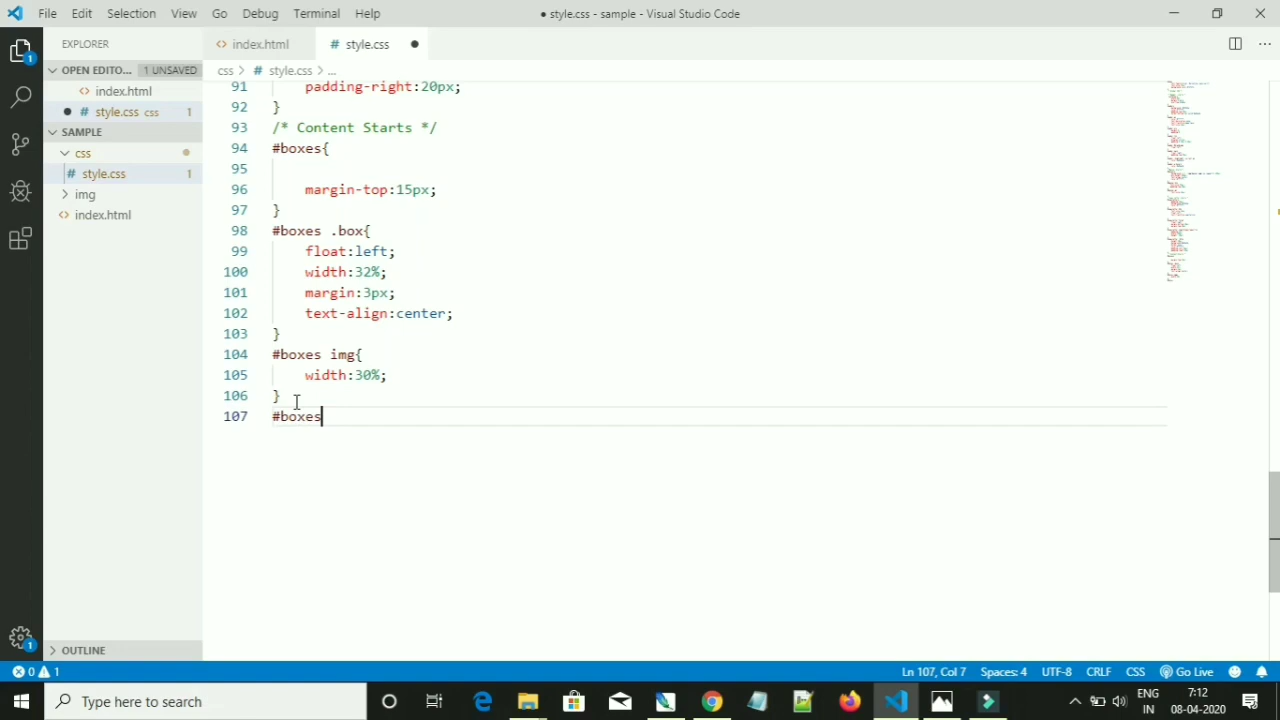 File Edit Selection View Go Debug Terminal Help
● style.css - sample - Visual Studio Code
EXPLORER
index.html
# style.css ●
OPEN EDITO... 1 UNSAVED
css > # style.css > ...
index.html
● # style.css css 1
SAMPLE
css
# style.css 1
img
index.html
91 padding-right:20px;
92 }
93 /* Content Starts */
94 #boxes{
95
96 margin-top:15px;
97 }
98 #boxes .box{
99 float:left;
100 width:32%;
101 margin:3px;
102 text-align:center;
103 }
104 #boxes img{
105 width:30%;
106 }
107 #boxes
OUTLINE
0 1
Ln 107, Col 7 Spaces: 4 UTF-8 CRLF CSS Go Live
1
1
Type here to search
ENG
IN
7:12
08-04-2020